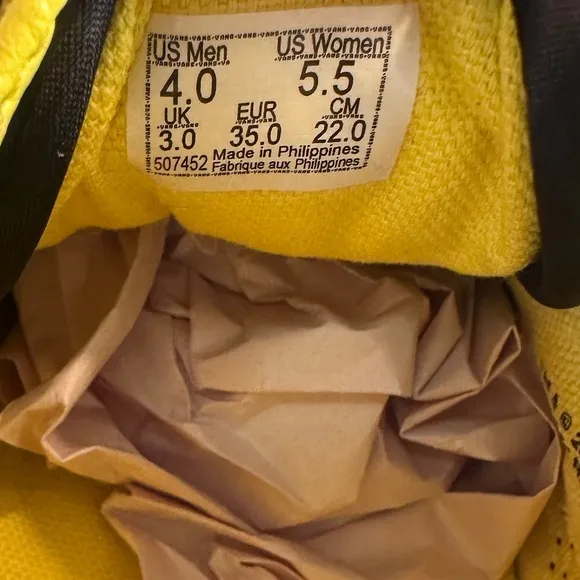 US Men US Women
4.0 5.5
UK EUR CM
3.0 35.0 22.0
Made in Philippines
507452 Fabrique aux Philippines